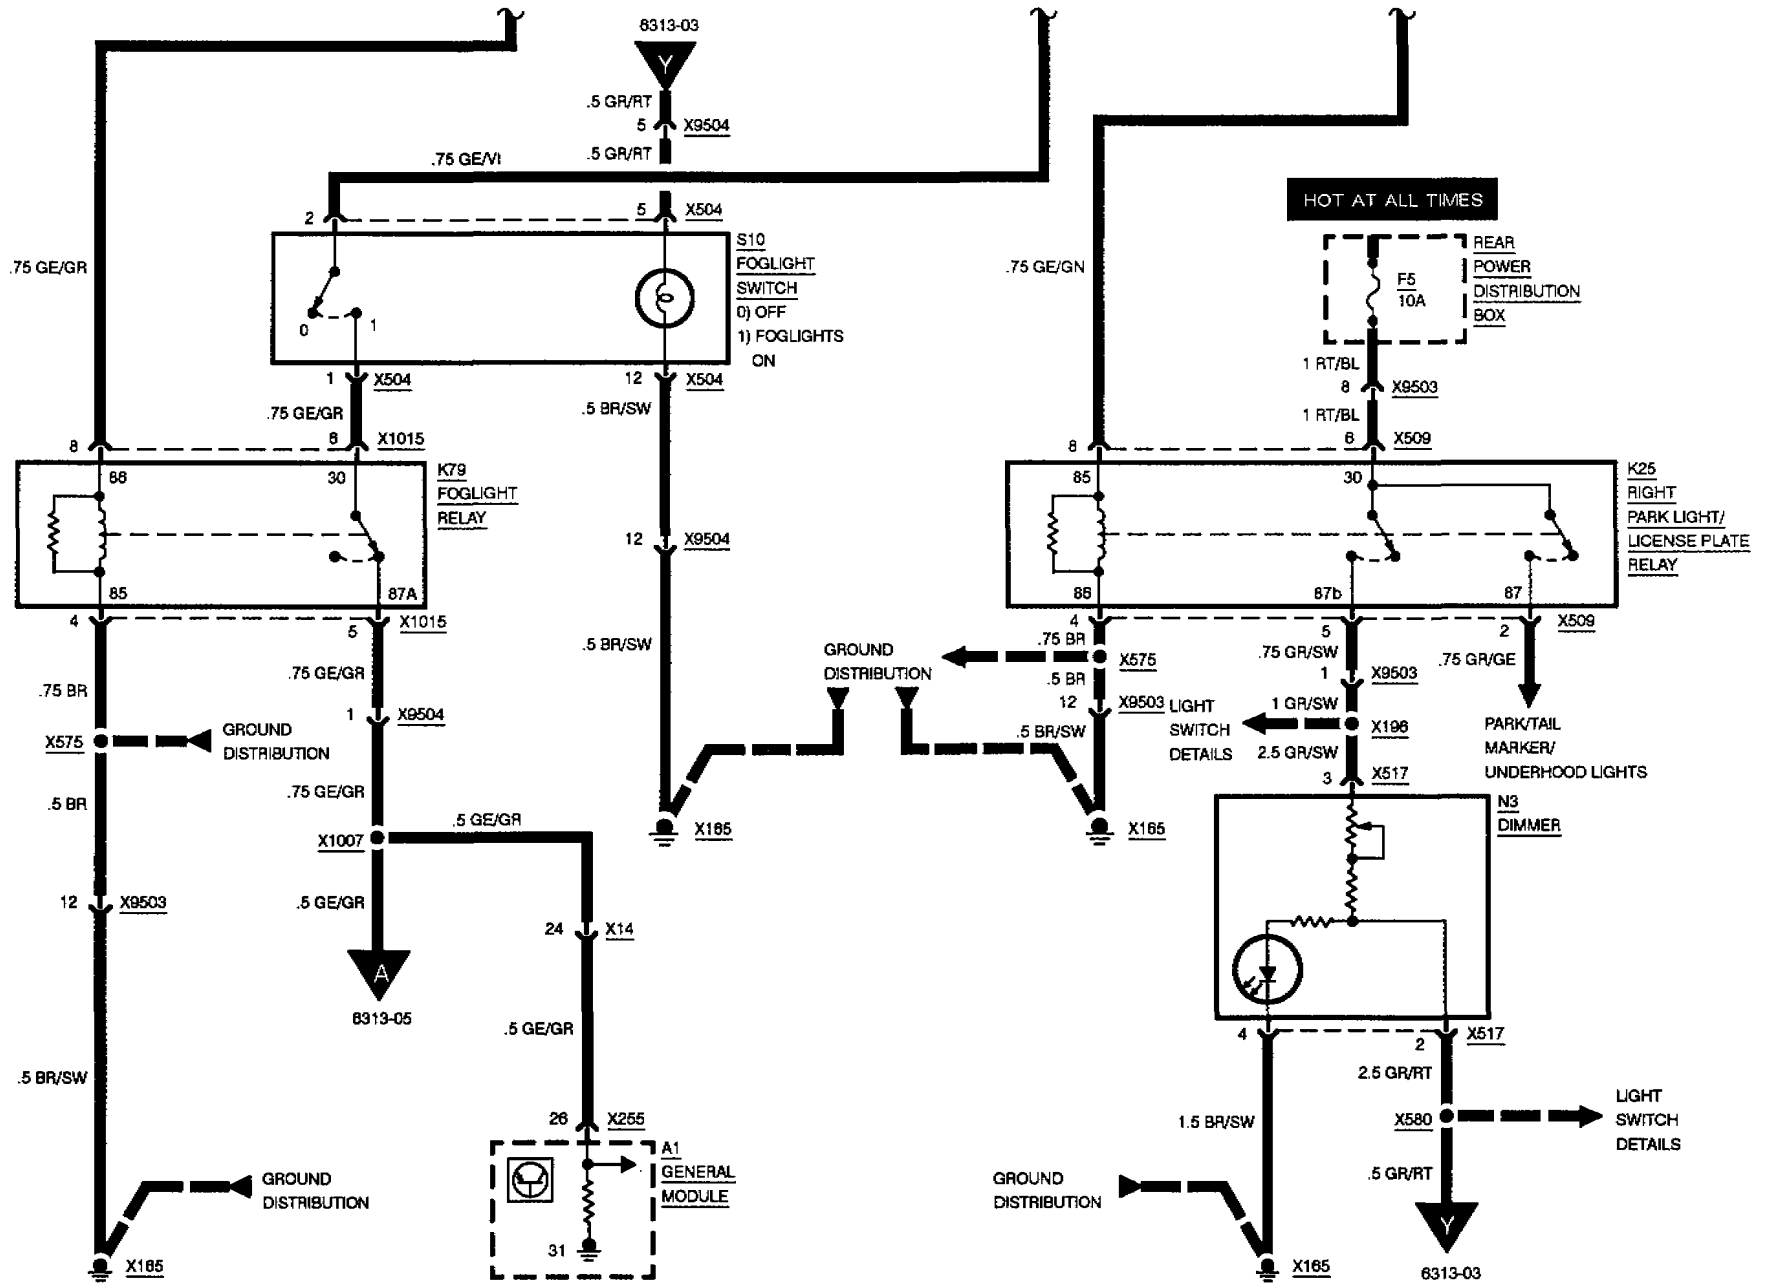 6313-03
Y
.5 GR/RT
5 X9504
.5 GR/RT
.75 GE/VI
2
5 X504
.75 GE/GR
S10
FOGLIGHT
SWITCH
0) OFF
1) FOGLIGHTS
ON
0
1
1 X504
12 X504
.75 GE/GR
.5 BR/SW
8
6 X1015
86
30
K79
FOGLIGHT
RELAY
85
87A
4
5 X1015
12 X9504
.75 GE/GR
.5 BR/SW
.75 BR
1 X9504
X575
GROUND
DISTRIBUTION
.75 GE/GR
.5 BR
X1007
.5 GE/GR
X165
12 X9503
.5 GE/GR
24 X14
A
6313-05
.5 GE/GR
.5 BR/SW
26 X255
A1
GENERAL
MODULE
31
GROUND
DISTRIBUTION
X165
HOT AT ALL TIMES
.75 GE/GN
F5
10A
REAR
POWER
DISTRIBUTION
BOX
1 RT/BL
8 X9503
1 RT/BL
8
6 X509
85
30
K25
RIGHT
PARK LIGHT/
LICENSE PLATE
RELAY
86
87b
87
4
5
2 X509
GROUND
DISTRIBUTION
.75 BR
X575
.5 BR
12 X9503
.5 BR/SW
X165
.75 GR/SW
1 X9503
1 GR/SW
LIGHT
SWITCH
DETAILS
X196
2.5 GR/SW
3 X517
.75 GR/GE
PARK/TAIL
MARKER/
UNDERHOOD LIGHTS
N3
DIMMER
4
2 X517
2.5 GR/RT
1.5 BR/SW
X580
LIGHT
SWITCH
DETAILS
.5 GR/RT
GROUND
DISTRIBUTION
X165
Y
6313-03